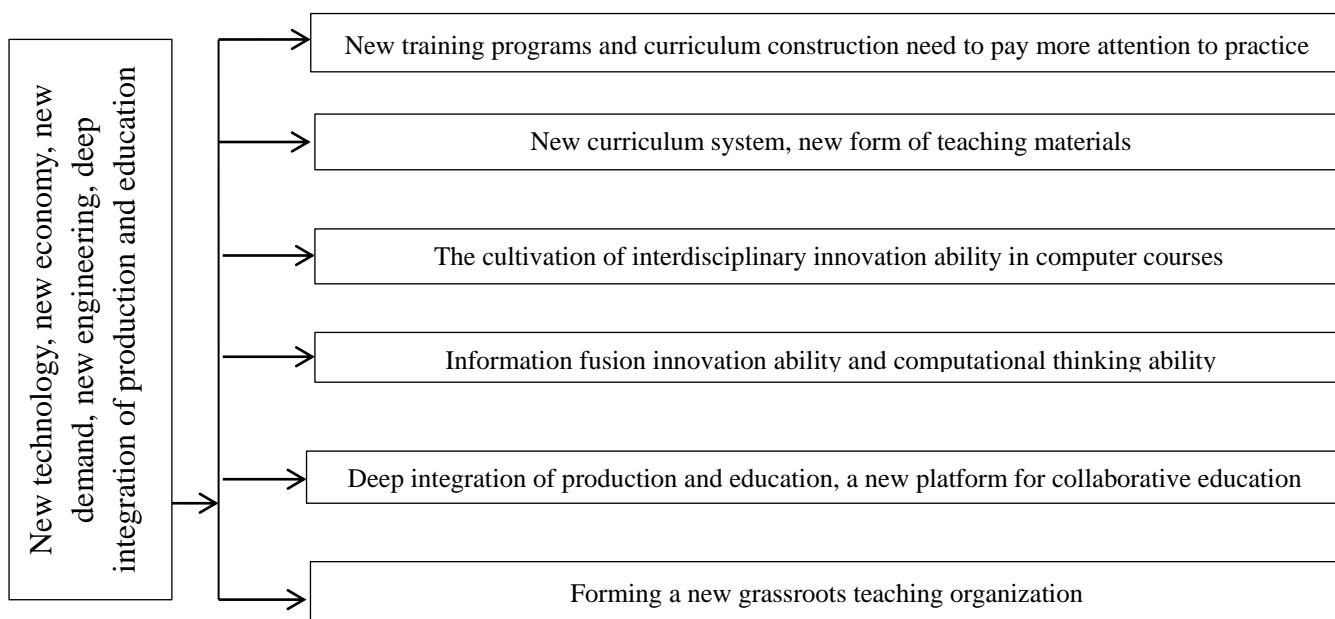 New technology, new economy, new
demand, new engineering, deep
integration of production and education
New training programs and curriculum construction need to pay more attention to practice
New curriculum system, new form of teaching materials
The cultivation of interdisciplinary innovation ability in computer courses
Information fusion innovation ability and computational thinking ability
Deep integration of production and education, a new platform for collaborative education
Forming a new grassroots teaching organization